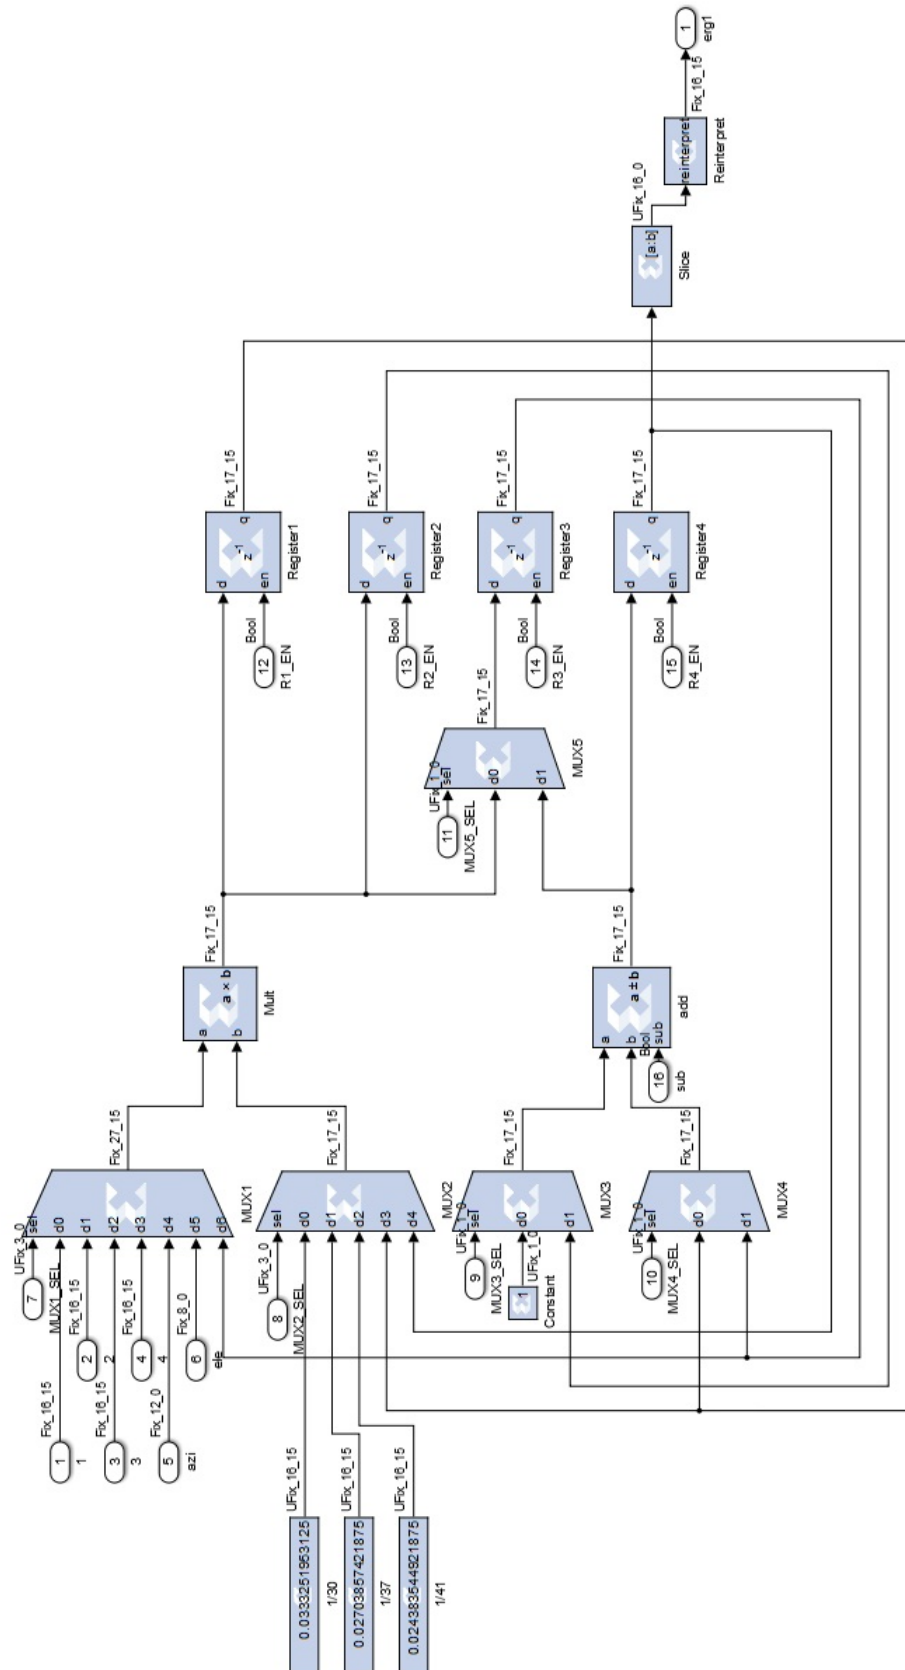 UFix_3_0
7
MUX1_SEL
sel
d0
d1
d2
d3
d4
d5
d6
MUX1
Fix_16_15
1
1
Fix_16_15
2
2
Fix_16_15
3
3
Fix_16_15
4
4
Fix_12_0
5
azi
Fix_8_0
6
ele
Fix_27_15
UFix_3_0
8
MUX2_SEL
sel
d0
d1
d2
d3
d4
MUX2
Fix_17_15
0.0333251953125
1/30
UFix_16_15
0.02703857421875
1/37
UFix_16_15
0.024383544921875
1/41
UFix_16_15
a
b
a × b
Mult
Fix_17_15
UFix_1_0
9
MUX3_SEL
sel
d0
d1
MUX3
1
Constant
UFix_1_0
Fix_17_15
UFix_1_0
10
MUX4_SEL
sel
d0
d1
MUX4
Fix_17_15
a
b
Bool
sub
a ± b
add
16
sub
Fix_17_15
UFix_1_0
11
MUX5_SEL
sel
d0
d1
MUX5
Fix_17_15
Bool
12
R1_EN
d
en
z-1
q
Register1
Fix_17_15
Bool
13
R2_EN
d
en
z-1
q
Register2
Fix_17_15
Bool
14
R3_EN
d
en
z-1
q
Register3
Fix_17_15
Bool
15
R4_EN
d
en
z-1
q
Register4
Fix_17_15
[a:b]
Slice
UFix_16_0
reinterpret
Reinterpret
Fix_16_15
1
erg1